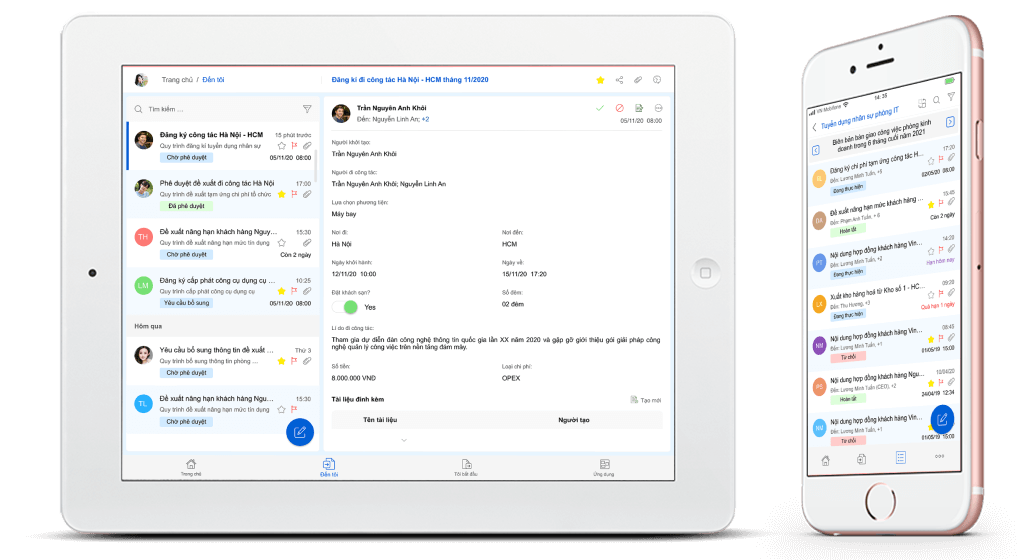 Trang chủ / Đến tôi
Tìm kiếm ...
Đăng ký công tác Hà Nội - HCM
15 phút trước
Quy trình đăng kí tuyển dụng nhân sự
Chờ phê duyệt
05/11/20 08:00
Phê duyệt đề xuất đi công tác Hà Nội
17:00
Quy trình đề xuất tạm ứng chi phí tổ chức
Đã phê duyệt
TH
Đề xuất nâng hạn khách hàng Nguy...
15:30
Quy trình đề xuất nâng hạn mức tín dụng
Chờ phê duyệt
Còn 2 ngày
LM
Đăng ký cấp phát công cụ dụng cụ ...
10:25
Quy trình cấp phát công cụ dụng cụ
Yêu cầu bổ sung
05/11/20 08:00
Hôm qua
Yêu cầu bổ sung thông tin đề xuất ...
Thứ 3
Quy trình bổ sung thông tin phòng ...
Chờ phê duyệt
TL
Đề xuất nâng hạn khách hàng Ngu...
15:30
Quy trình đề xuất nâng hạn mức tín dụng
Chờ phê duyệt
Đăng kí đi công tác Hà Nội - HCM tháng 11/2020
Trần Nguyên Anh Khôi
Đến: Nguyễn Linh An; +2
05/11/20 08:00
Người khởi tạo:
Trần Nguyên Anh Khôi
Người đi công tác:
Trần Nguyên Anh Khôi; Nguyễn Linh An
Lựa chọn phương tiện:
Máy bay
Nơi đi:
Nơi đến:
Hà Nội
HCM
Ngày khởi hành:
Ngày về:
12/11/20 10:00
15/11/20 17:20
Đặt khách sạn?
Số đêm:
Yes
02 đêm
Lí do đi công tác:
Tham gia dự diễn đàn công nghệ thông tin quốc gia lần XX năm 2020 và gặp gỡ giới thiệu gói giải pháp công
nghệ quản lý công việc trên nền tảng đám mây.
Số tiền:
Loại chi phí:
8.000.000 VNĐ
OPEX
Tài liệu đính kèm
Tạo mới
Tên tài liệu
Người tạo
Trang chủ
Đến tôi
Tôi bắt đầu
Ứng dụng
VN Mobifone
14:35
Tuyển dụng nhân sự phòng IT
Biên bản bàn giao công việc phòng kinh
doanh trong 6 tháng cuối năm 2021
Đăng ký chi phí tạm ứng công tác H...
17:20
Đến: Lương Minh Tuấn, +5
Đang thực hiện
02/05/20 08:00
DA
Đề xuất nâng hạn mức khách hàng ...
15:45
Đến: Phạm Anh Tuấn, + 6
Hoàn tất
Còn 2 ngày
PT
Nội dung hợp đồng khách hàng Vin...
14:20
Đến: Lương Minh Tuấn, +2
Đang thực hiện
Hạn hôm nay
LA
Xuất kho hàng hoá từ Kho số 1 - HC...
09:20
Đến: Thu Hương, +3
Đang thực hiện
Quá hạn 1 ngày
NM
Nội dung hợp đồng khách hàng Vin...
08:45
Đến: Lương Minh Tuấn, +1
Từ chối
01/05/19 15:00
PS
Nội dung hợp đồng khách hàng Ngu...
10/04/20
Đến: Lương Minh Tuấn (CEO), +2
Hoàn tất
24/04/19 12:34
NM
Nội dung hợp đồng khách hàng Vin...
Đến: Lương Minh Tuấn, +1
Từ chối
01/05/19 15:00